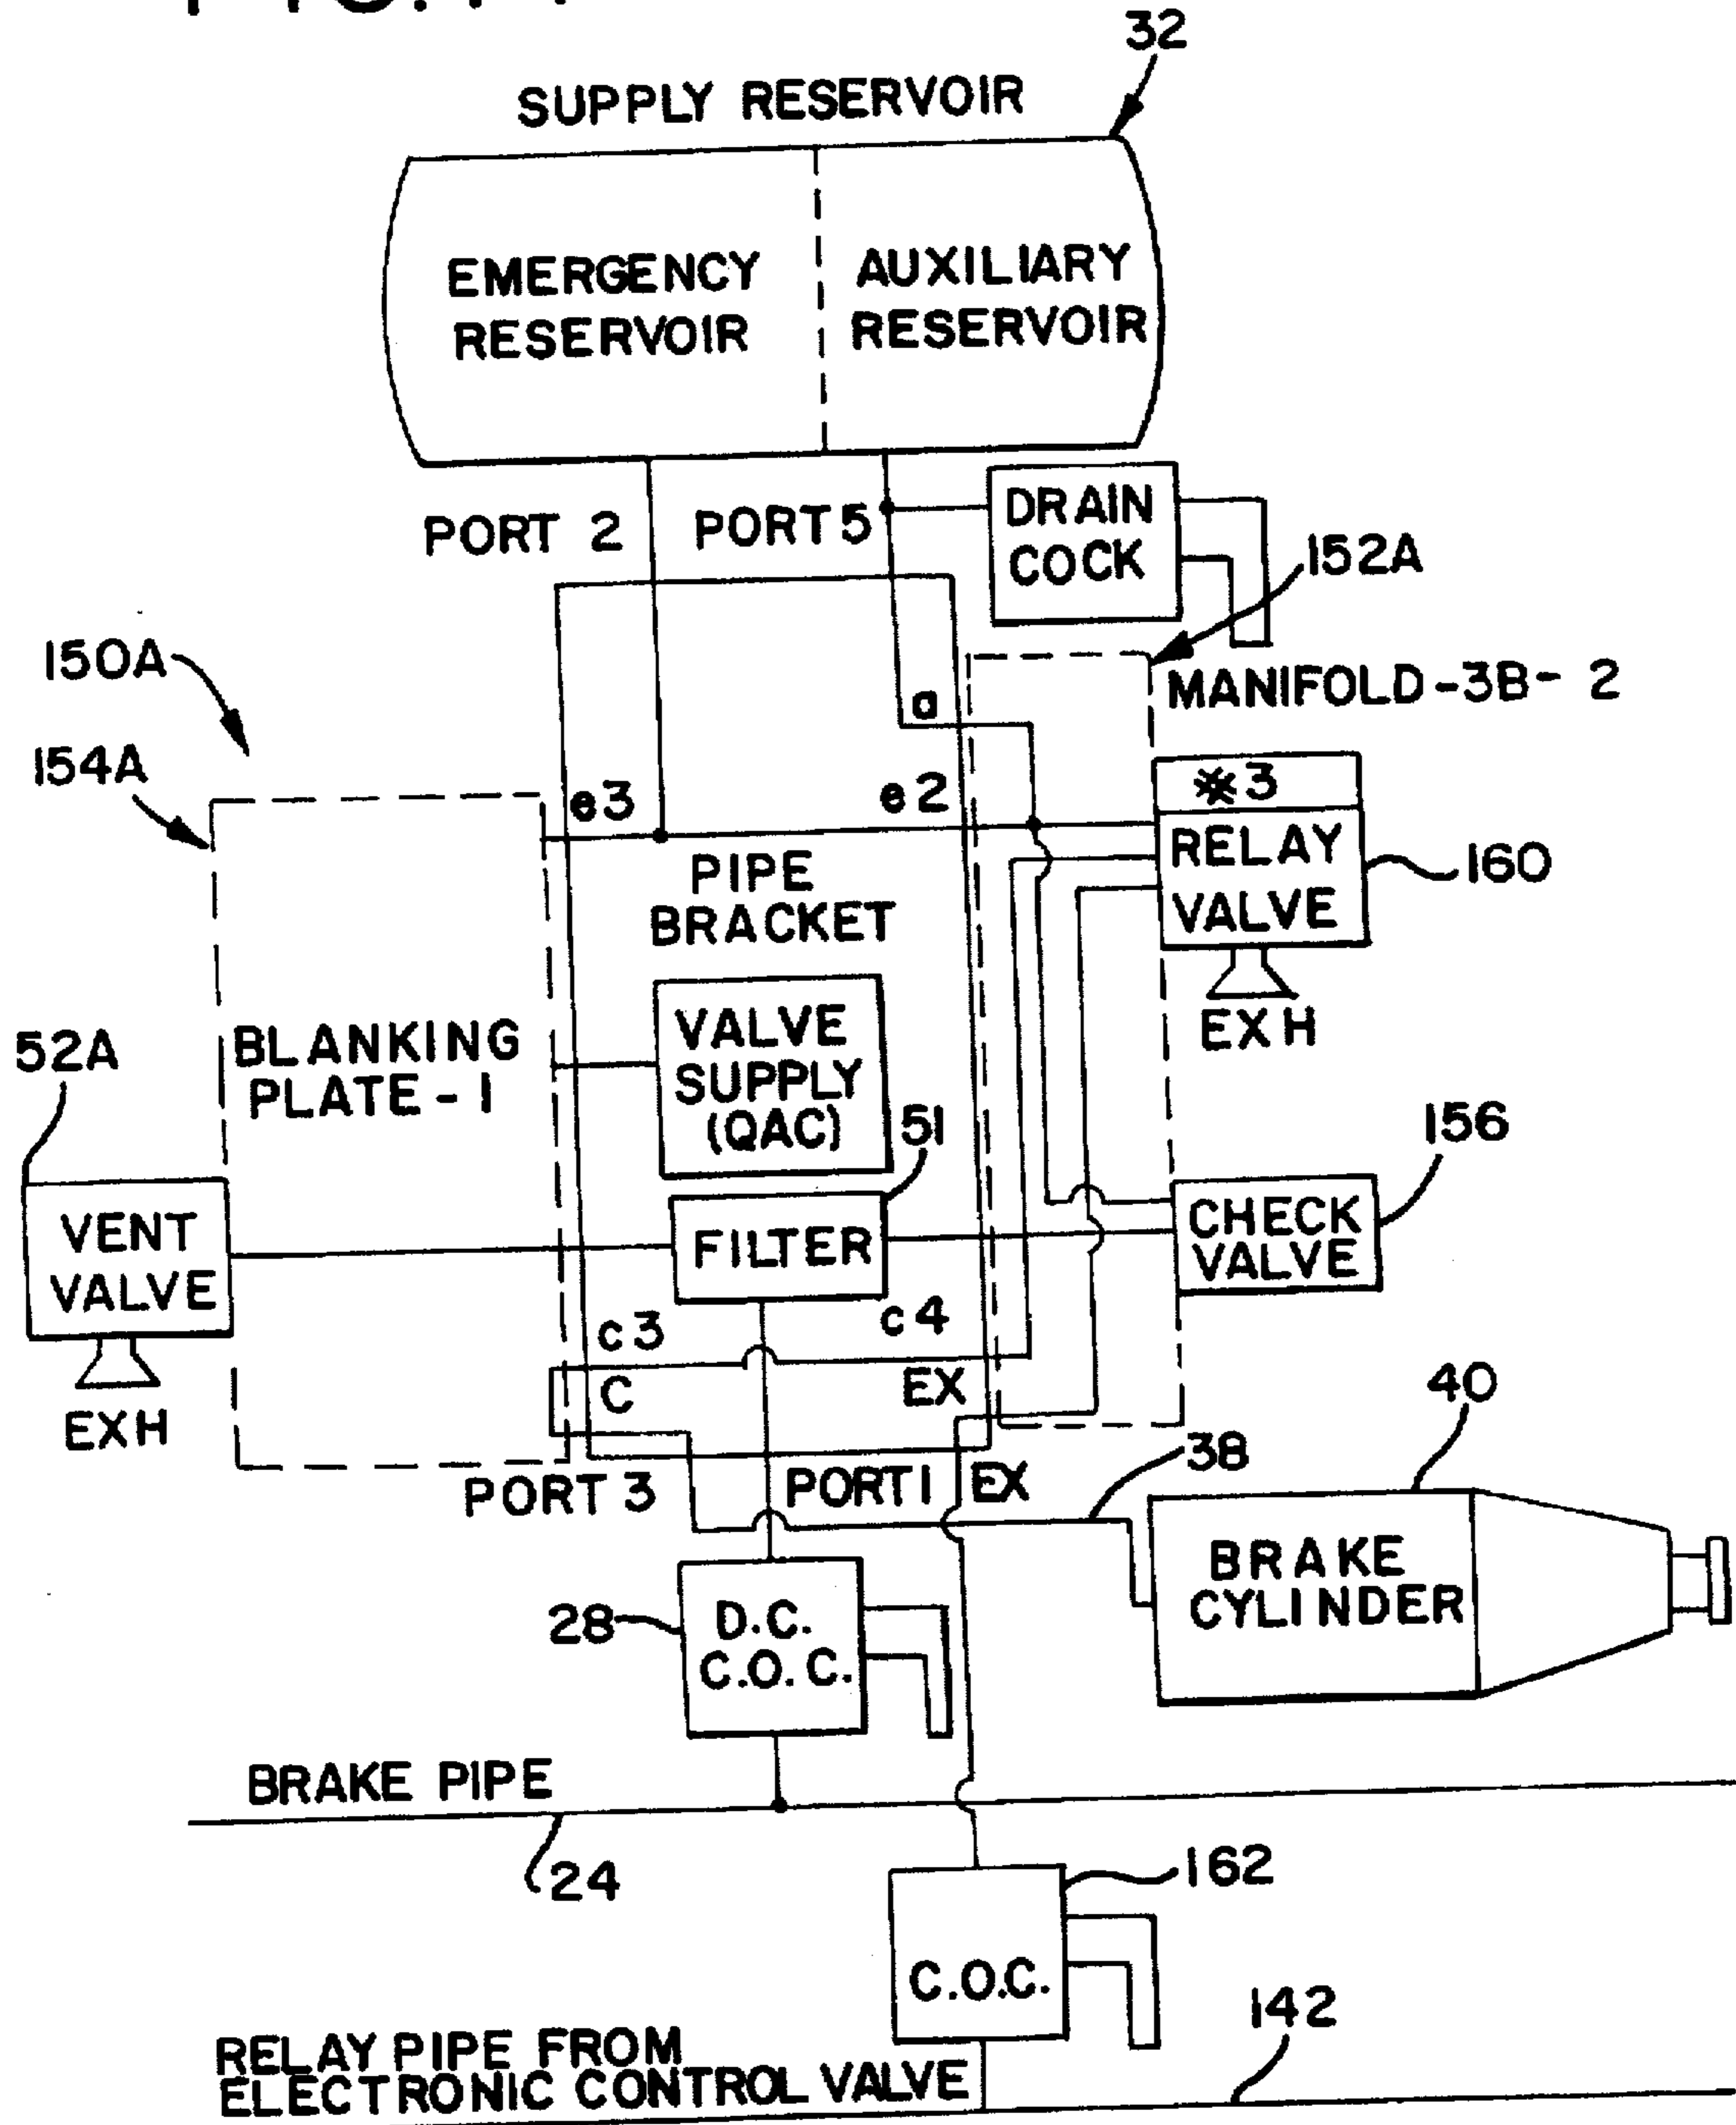 32
SUPPLY RESERVOIR
EMERGENCY
RESERVOIR
AUXILIARY
RESERVOIR
PORT 2
PORT 5
DRAIN
COCK
152A
150A
MANIFOLD-3B-2
a
154A
e3
e2
※3
RELAY
VALVE
160
PIPE
BRACKET
EXH
BLANKING
PLATE-1
VALVE
SUPPLY
(QAC)
52A
51
156
VENT
VALVE
FILTER
CHECK
VALVE
c3
c4
C
EX
EXH
40
38
PORT 3
PORT 1
EX
BRAKE
CYLINDER
28
D.C.
C.O.C.
BRAKE PIPE
24
162
C.O.C.
142
RELAY PIPE FROM
ELECTRONIC CONTROL VALVE